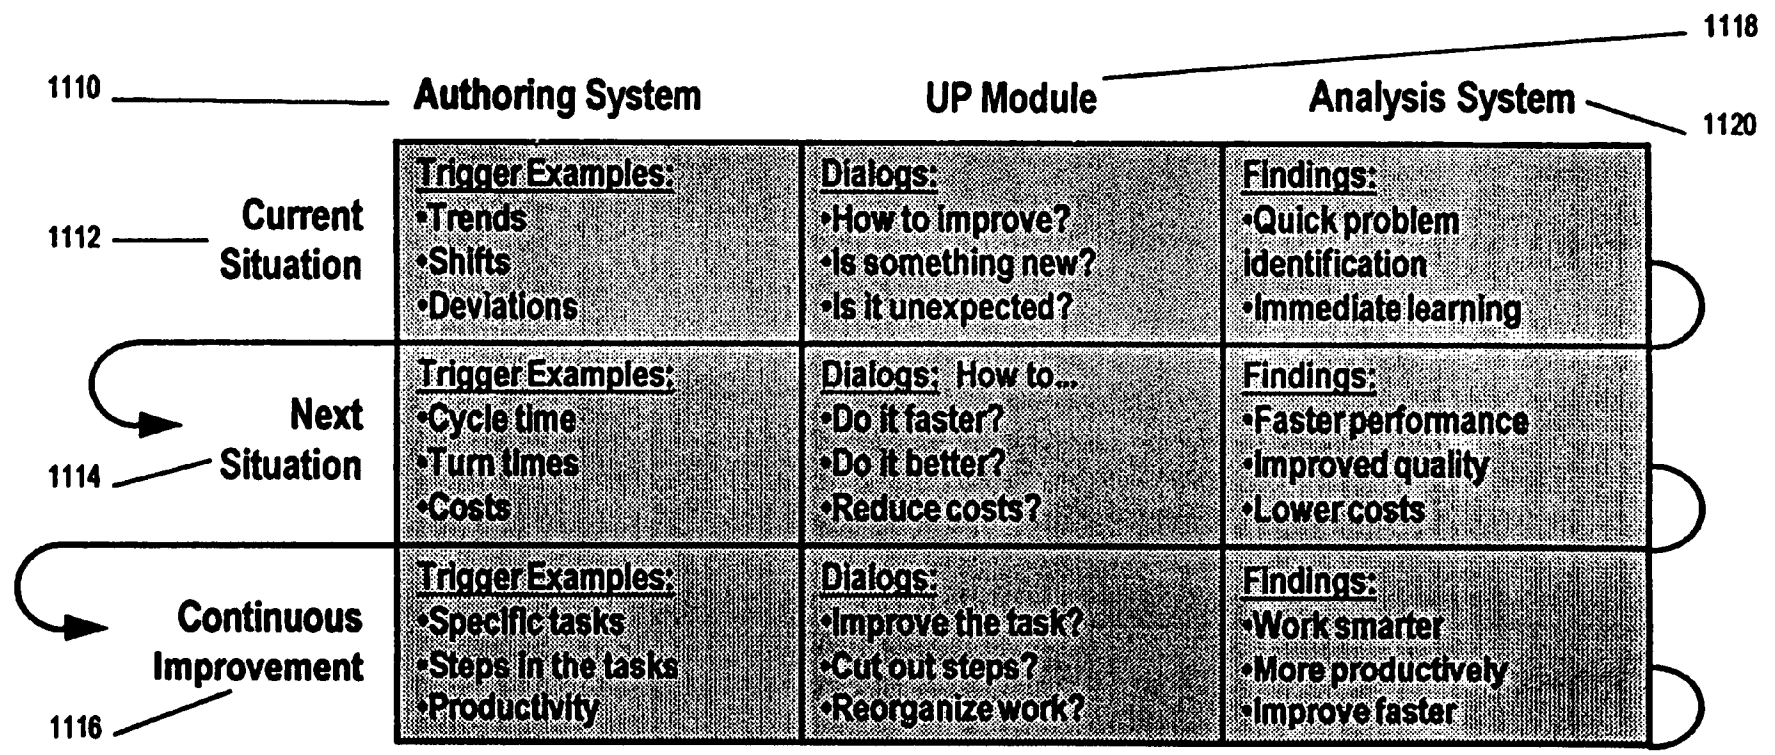 1118
1110
Authoring System
UP Module
Analysis System
1120
Current
Situation
1112
Trigger Examples:
•Trends
•Shifts
•Deviations
Dialogs:
•How to improve?
•Is something new?
•Is it unexpected?
Findings:
•Quick problem
identification
•Immediate learning
Next
Situation
1114
Trigger Examples:
•Cycle time
•Turn times
•Costs
Dialogs: How to...
•Do it faster?
•Do it better?
•Reduce costs?
Findings:
•Faster performance
•Improved quality
•Lower costs
Continuous
Improvement
1116
Trigger Examples:
•Specific tasks
•Steps in the tasks
•Productivity
Dialogs:
•Improve the task?
•Cut out steps?
•Reorganize work?
Findings:
•Work smarter
•More productively
•Improve faster